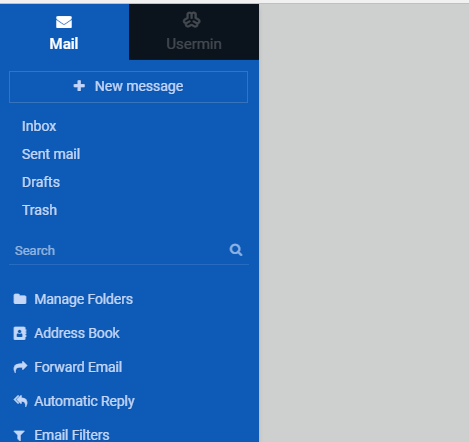 Mail
Usermin
New message
Inbox
Sent mail
Drafts
Trash
Search
Manage Folders
Address Book
Forward Email
Automatic Reply
Email Filters